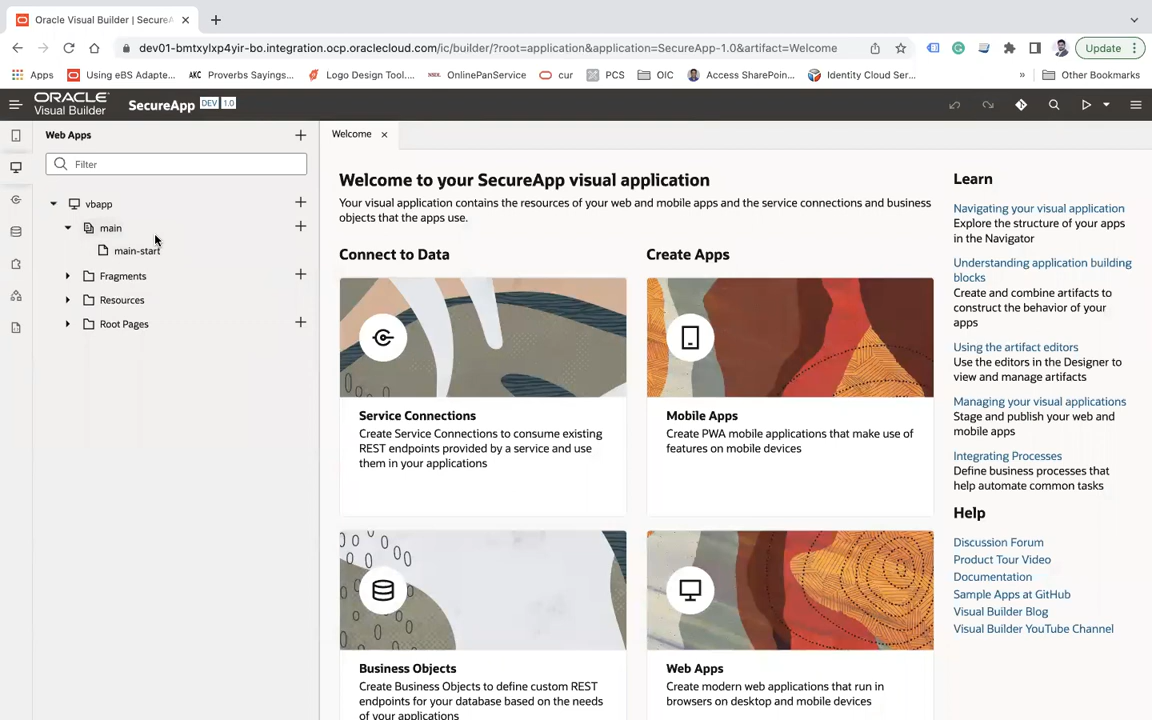 Oracle Visual Builder | SecureA
dev01-bmtxylxp4yir-bo.integration.ocp.oraclecloud.com/ic/builder/?root=application&application=SecureApp-1.0&artifact=Welcome
Update
Apps
Using eBS Adapte...
AKC Proverbs Sayings...
Logo Design Tool....
OnlinePanService
cur
PCS
OIC
Access SharePoin...
Identity Cloud Ser...
»
Other Bookmarks
ORACLE
Visual Builder
SecureApp DEV 1.0
Web Apps
Filter
vbapp
main
main-start
Fragments
Resources
Root Pages
Welcome
Welcome to your SecureApp visual application
Your visual application contains the resources of your web and mobile apps and the service connections and business
objects that the apps use.
Connect to Data
Service Connections
Create Service Connections to consume existing
REST endpoints provided by a service and use
them in your applications
Business Objects
Create Business Objects to define custom REST
endpoints for your database based on the needs
of your applications
Create Apps
Mobile Apps
Create PWA mobile applications that make use of
features on mobile devices
Web Apps
Create modern web applications that run in
browsers on desktop and mobile devices
Learn
Navigating your visual application
Explore the structure of your apps
in the Navigator
Understanding application building
blocks
Create and combine artifacts to
construct the behavior of your
apps
Using the artifact editors
Use the editors in the Designer to
view and manage artifacts
Managing your visual applications
Stage and publish your web and
mobile apps
Integrating Processes
Define business processes that
help automate common tasks
Help
Discussion Forum
Product Tour Video
Documentation
Sample Apps at GitHub
Visual Builder Blog
Visual Builder YouTube Channel